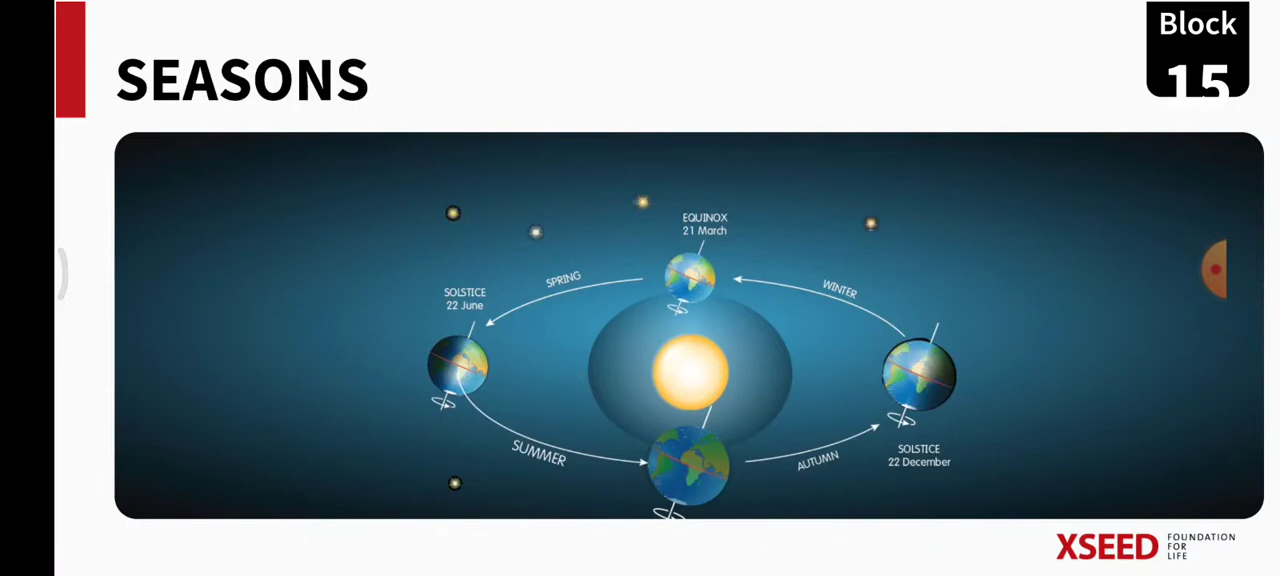 Block
15
SEASONS
EQUINOX
21 March
SPRING
WINTER
SOLSTICE
22 June
SUMMER
AUTUMN
SOLSTICE
22 December
XSEED
FOUNDATION
FOR
LIFE